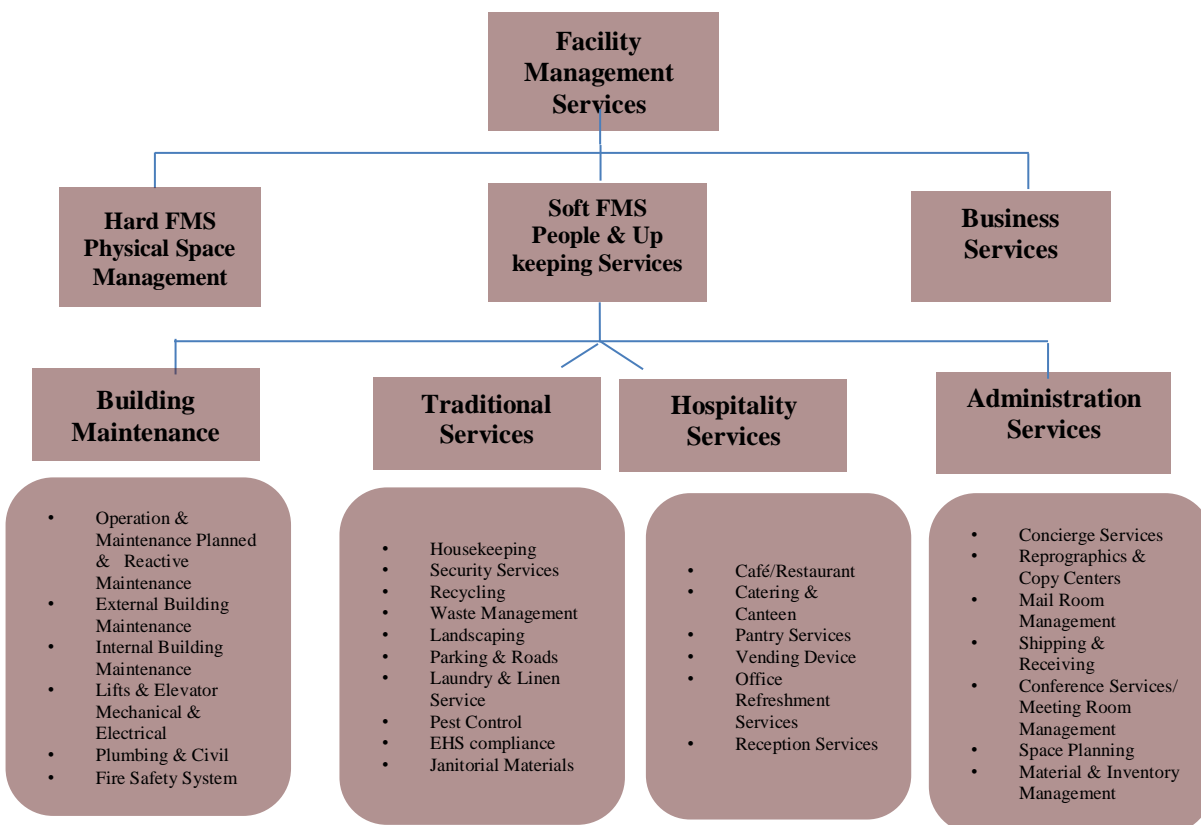 Facility
Management
Services
Hard FMS
Physical Space
Management
Soft FMS
People & Up
keeping Services
Business
Services
Building
Maintenance
Traditional
Services
Hospitality
Services
Administration
Services
• Operation &
Maintenance Planned
& Reactive
Maintenance
• External Building
Maintenance
• Internal Building
Maintenance
• Lifts & Elevator
Mechanical &
Electrical
• Plumbing & Civil
• Fire Safety System
• Housekeeping
• Security Services
• Recycling
• Waste Management
• Landscaping
• Parking & Roads
• Laundry & Linen
Service
• Pest Control
• EHS compliance
• Janitorial Materials
• Café/Restaurant
• Catering &
Canteen
• Pantry Services
• Vending Device
• Office
Refreshment
Services
• Reception Services
• Concierge Services
• Reprographics &
Copy Centers
• Mail Room
Management
• Shipping &
Receiving
• Conference Services/
Meeting Room
Management
• Space Planning
• Material & Inventory
Management